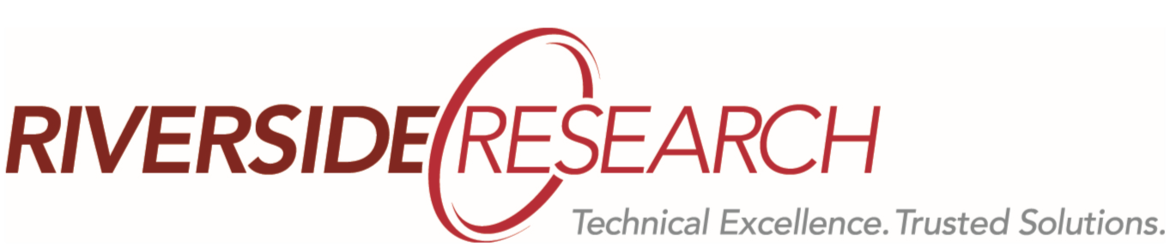 RIVERSIDE RESEARCH
Technical Excellence. Trusted Solutions.